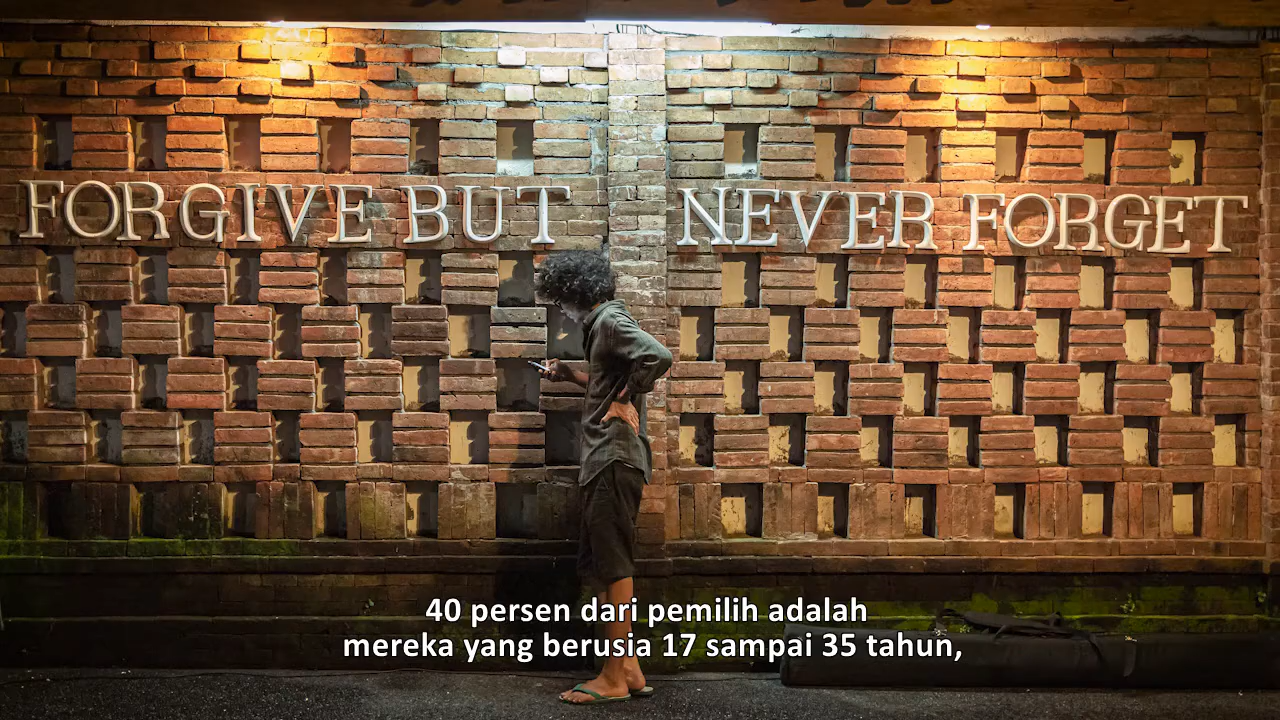 FORGIVE BUT NEVER FORGET
40 persen dari pemilih adalah
mereka yang berusia 17 sampai 35 tahun,